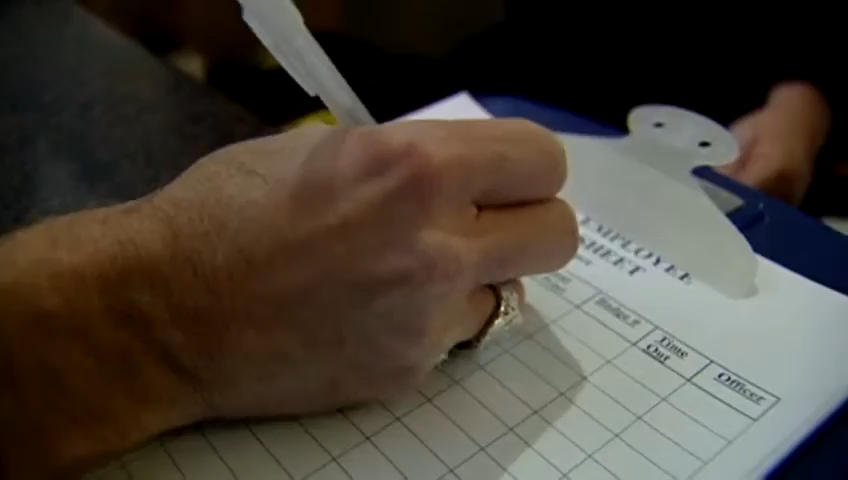 EMPLOYEE
SHEET
Badge #
Time
Out
Officer